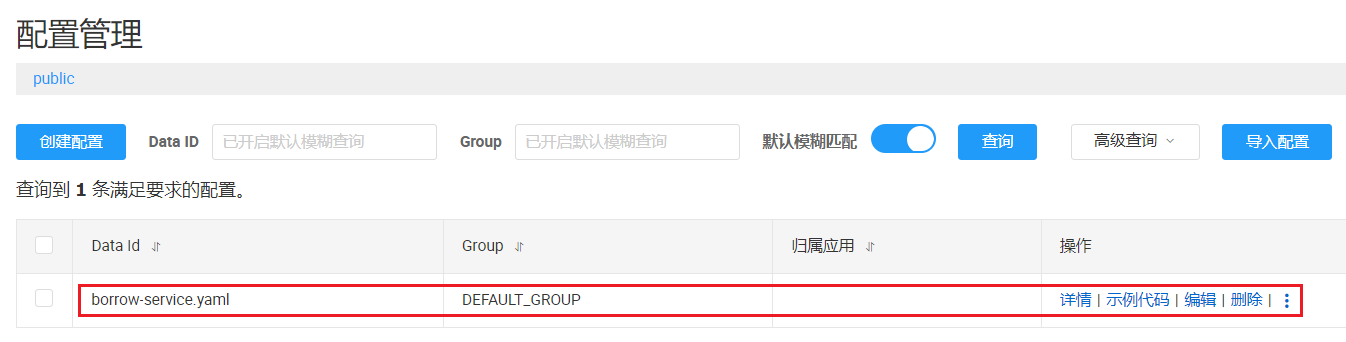 配置管理
public
创建配置 Data ID 已开启默认模糊查询 Group 已开启默认模糊查询 默认模糊匹配 查询 高级查询 导入配置
查询到 1 条满足要求的配置。
Data Id Group 归属应用 操作
borrow-service.yaml DEFAULT_GROUP 详情 | 示例代码 | 编辑 | 删除 |